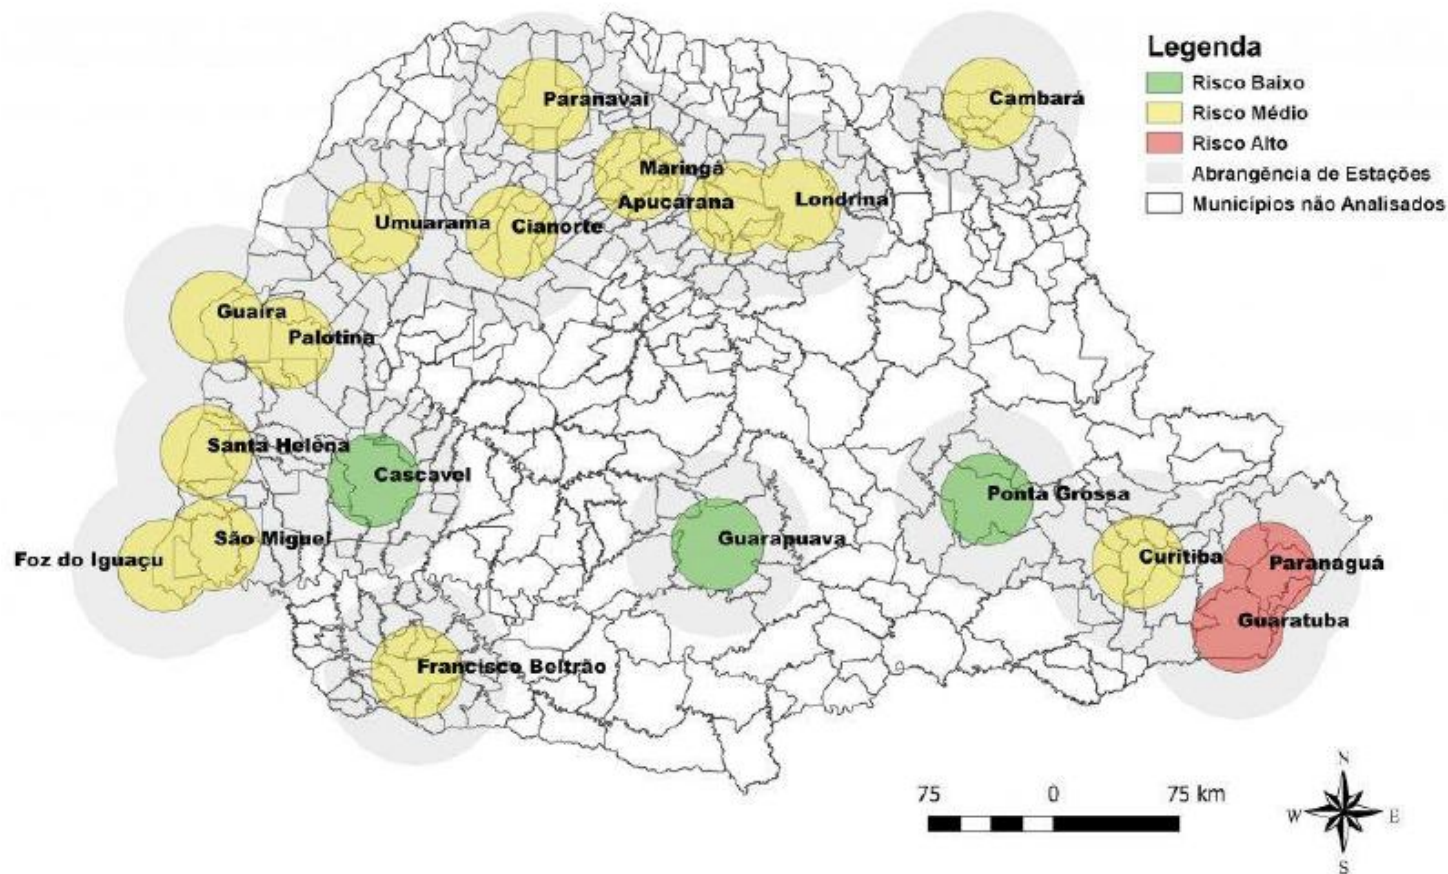 Legenda
Risco Baixo
Risco Médio
Risco Alto
Abrangência de Estações
Municípios não Analisados
Paranavaí
Cambará
Maringá
Apucarana
Londrina
Umuarama
Cianorte
Guaíra
Palotina
Santa Helena
Cascavel
Ponta Grossa
São Miguel
Guarapuava
Foz do Iguaçu
Curitiba
Paranaguá
Guaratuba
Francisco Beltrão
75 0 75 km
N
W E
S